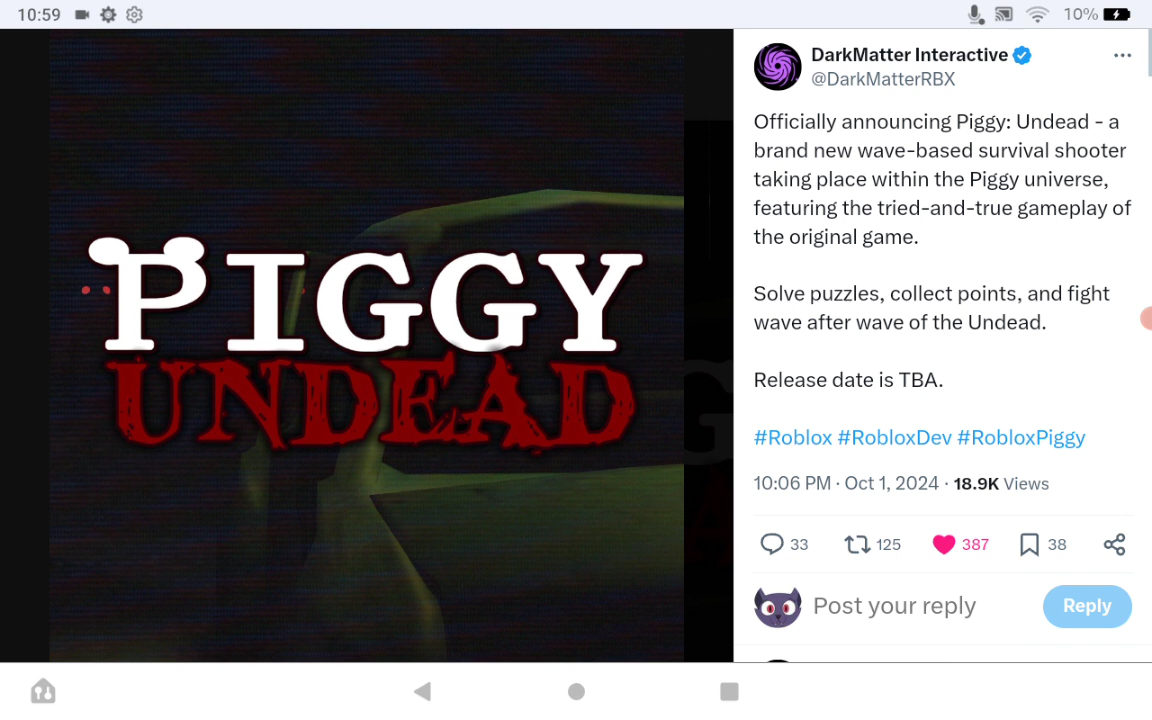 10:59
10%
PIGGY
UNDEAD
DarkMatter Interactive
@DarkMatterRBX
Officially announcing Piggy: Undead - a
brand new wave-based survival shooter
taking place within the Piggy universe,
featuring the tried-and-true gameplay of
the original game.
Solve puzzles, collect points, and fight
wave after wave of the Undead.
Release date is TBA.
#Roblox #RobloxDev #RobloxPiggy
10:06 PM · Oct 1, 2024 · 18.9K Views
33 125 387 38
Post your reply Reply